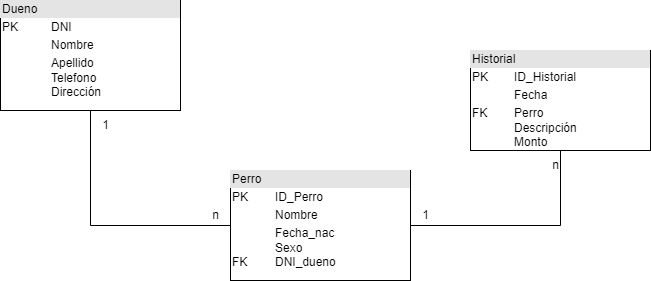 Dueno
PK DNI
Nombre
Apellido
Telefono
Dirección
1
n
Perro
PK ID_Perro
Nombre
Fecha_nac
Sexo
FK DNI_dueno
1
n
Historial
PK ID_Historial
Fecha
FK Perro
Descripción
Monto